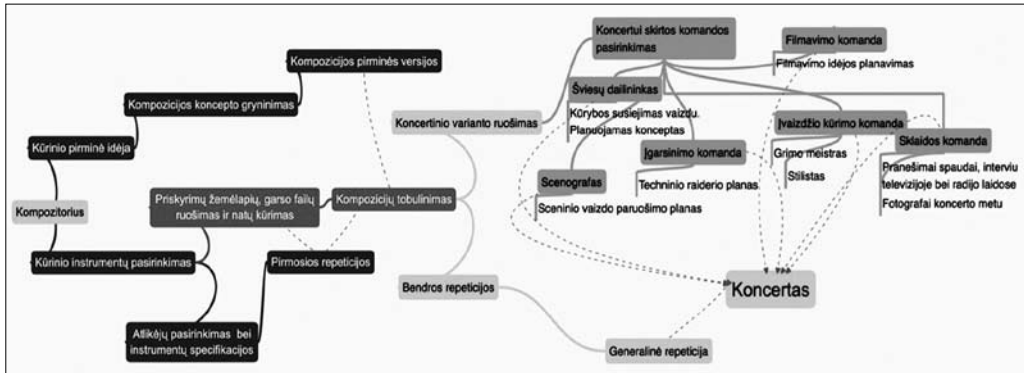 Kompozicijos pirminės versijos
Kompozicijos koncepto gryninimas
Kūrinio pirminė idėja
Kompozitorius
Kūrinio instrumentų pasirinkimas
Priskyrimų žemėlapių, garso failų
ruošimas ir natų kūrimas
Kompozicijų tobulinimas
Pirmosios repeticijos
Atlikėjų pasirinkimas bei
instrumentų specifikacijos
Koncertinio varianto ruošimas
Bendros repeticijos
Generalinė repeticija
Koncertui skirtos komandos
pasirinkimas
Šviesų dailininkas
Kūrybos susiejimas vaizdu.
Planuojamas konceptas
Scenografas
Sceninio vaizdo paruošimo planas
Įgarsinimo komanda
Techninio raiderio planas
Filmavimo komanda
Filmavimo idėjos planavimas
Įvaizdžio kūrimo komanda
Grimo meistras
Stilistas
Sklaidos komanda
Pranešimai spaudai, interviu
televizijoje bei radijo laidose
Fotografai koncerto metu
Koncertas